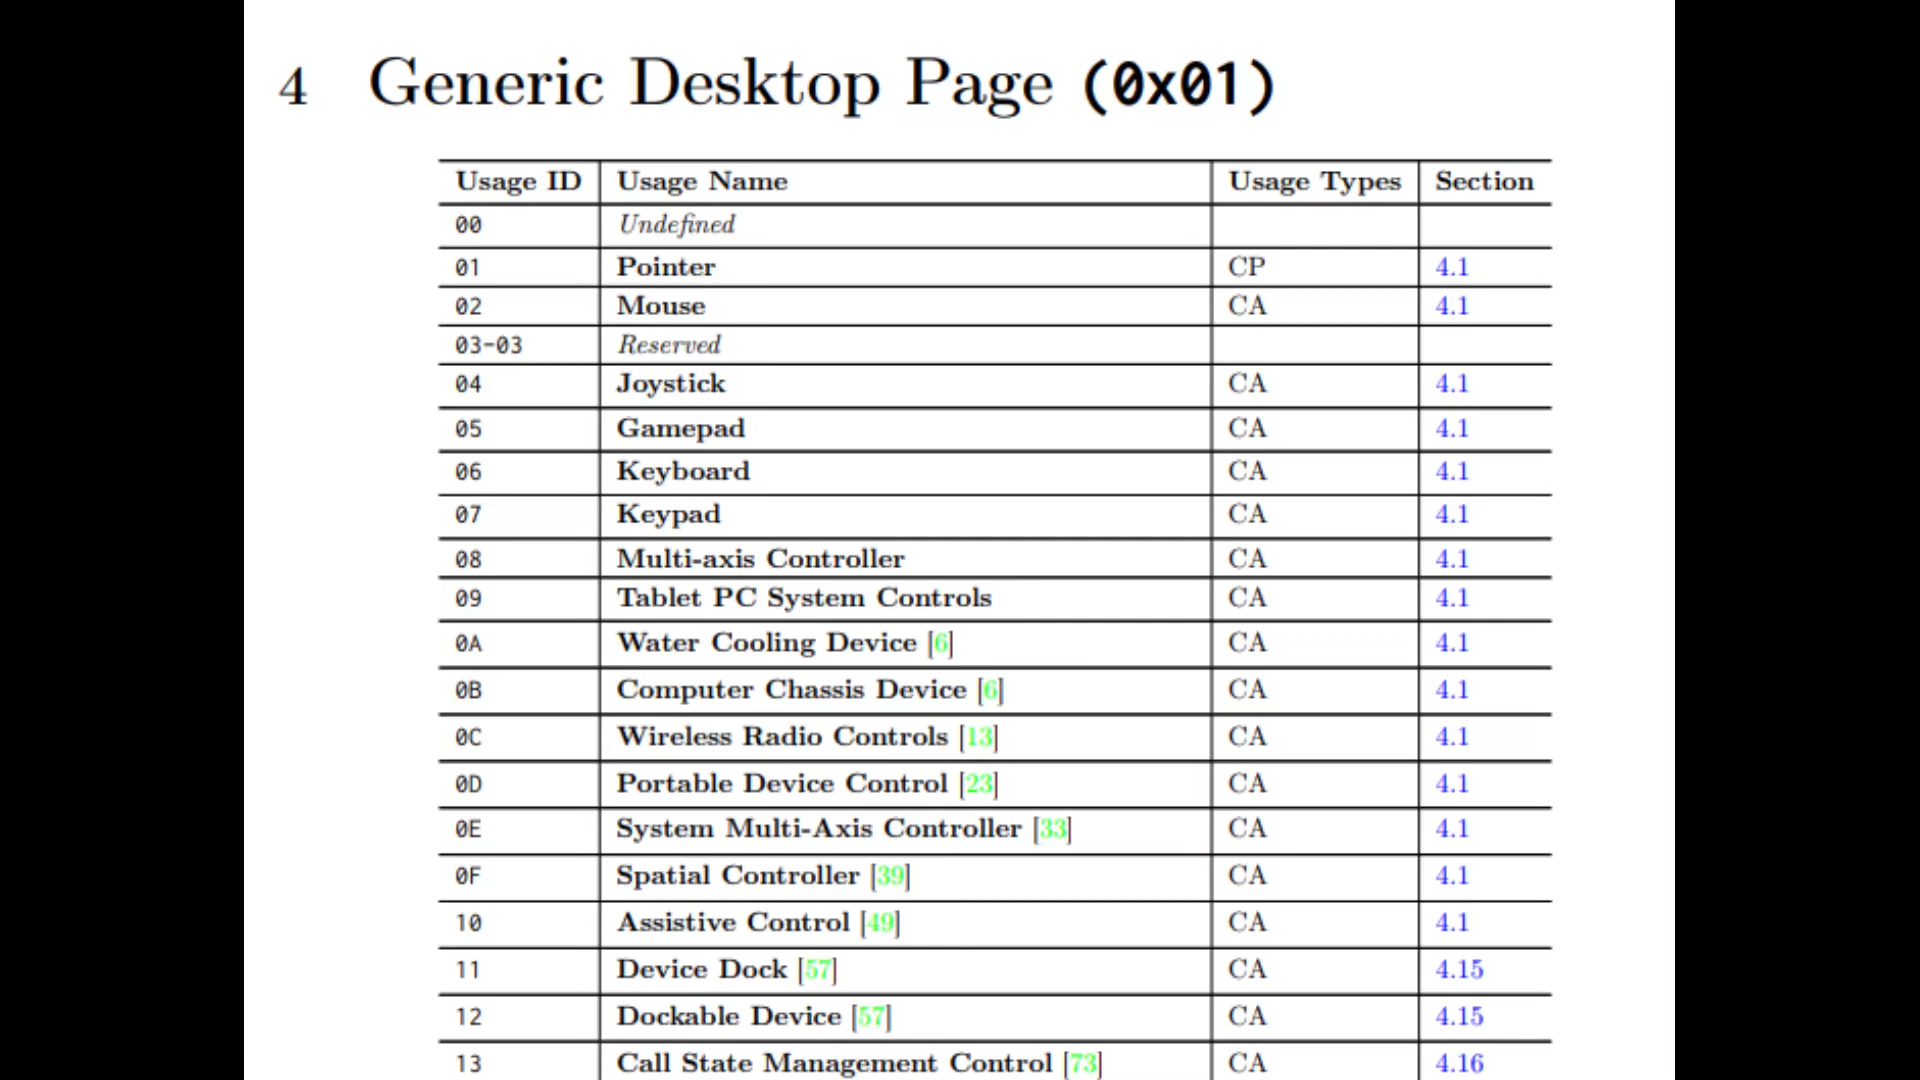 4 Generic Desktop Page (0x01)
Usage ID Usage Name Usage Types Section
00 Undefined
01 Pointer CP 4.1
02 Mouse CA 4.1
03-03 Reserved
04 Joystick CA 4.1
05 Gamepad CA 4.1
06 Keyboard CA 4.1
07 Keypad CA 4.1
08 Multi-axis Controller CA 4.1
09 Tablet PC System Controls CA 4.1
0A Water Cooling Device [6] CA 4.1
0B Computer Chassis Device [6] CA 4.1
0C Wireless Radio Controls [13] CA 4.1
0D Portable Device Control [23] CA 4.1
0E System Multi-Axis Controller [33] CA 4.1
0F Spatial Controller [39] CA 4.1
10 Assistive Control [49] CA 4.1
11 Device Dock [57] CA 4.15
12 Dockable Device [57] CA 4.15
13 Call State Management Control [73] CA 4.16